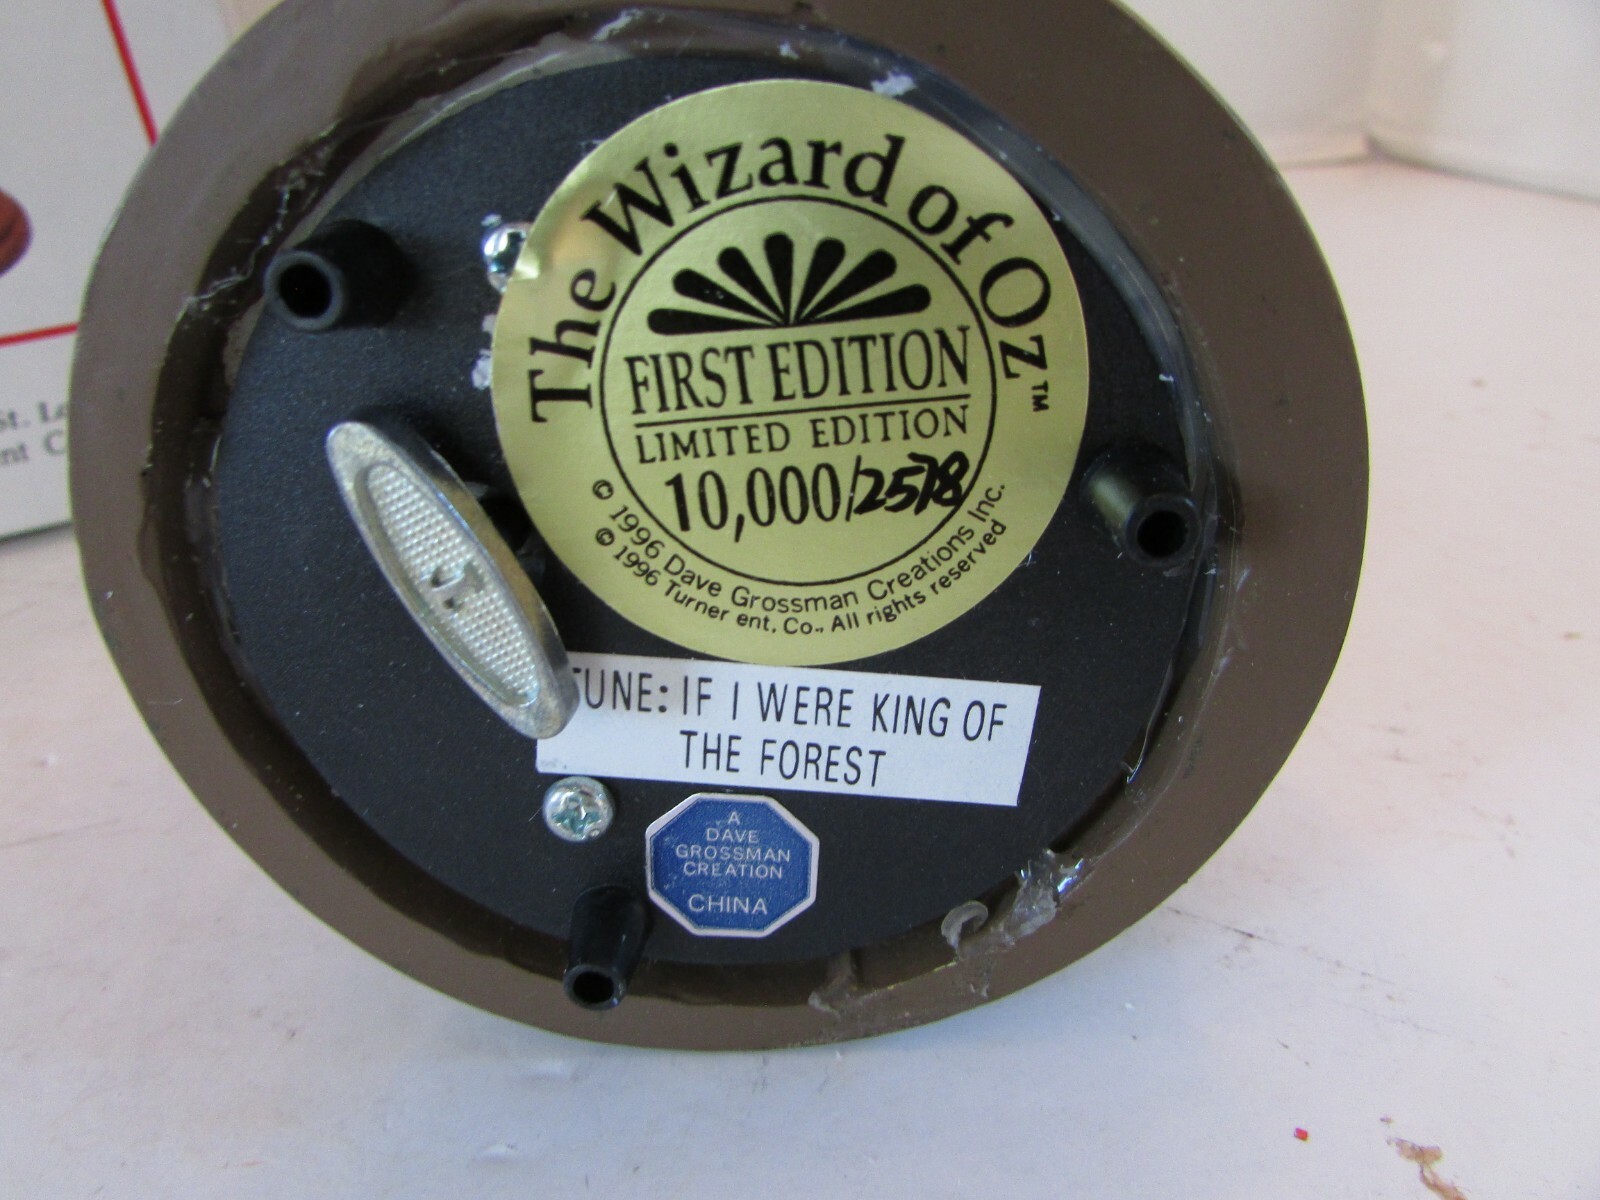 The Wizard of Oz™
FIRST EDITION
LIMITED EDITION
10,000/2578
© 1996 Dave Grossman Creations Inc.
© 1996 Turner ent. Co., All rights reserved
TUNE: IF I WERE KING OF
THE FOREST
A
DAVE
GROSSMAN
CREATION
CHINA
St.